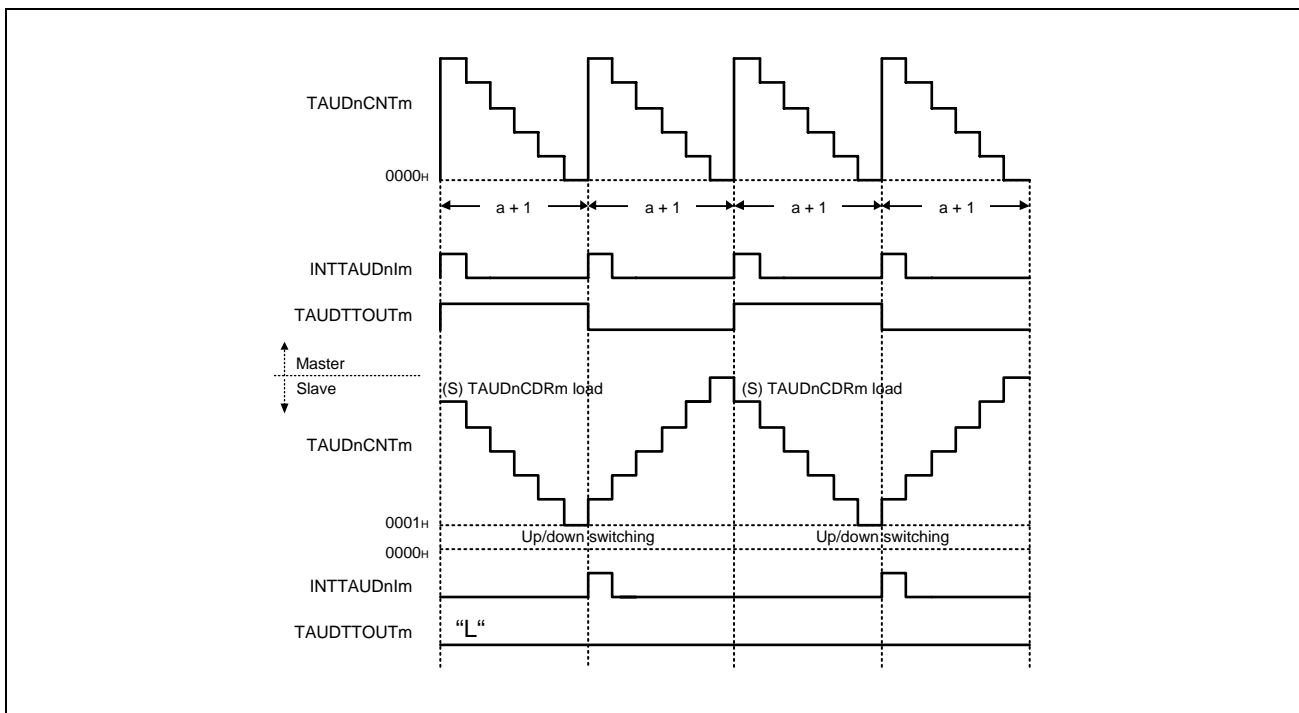 TAUDnCNTm
0000H
a + 1
a + 1
a + 1
a + 1
INTTAUDnIm
TAUDTTOUTm
Master
Slave
(S) TAUDnCDRm load
(S) TAUDnCDRm load
TAUDnCNTm
0001H
Up/down switching
Up/down switching
0000H
INTTAUDnIm
TAUDTTOUTm
“L“